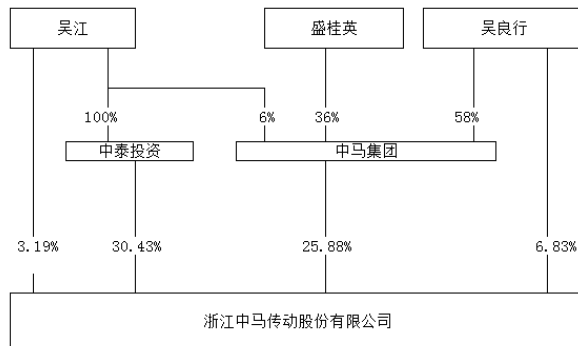 吴江 盛桂英 吴良行
100% 6% 36% 58%
中泰投资 中马集团
3.19% 30.43% 25.88% 6.83%
浙江中马传动股份有限公司